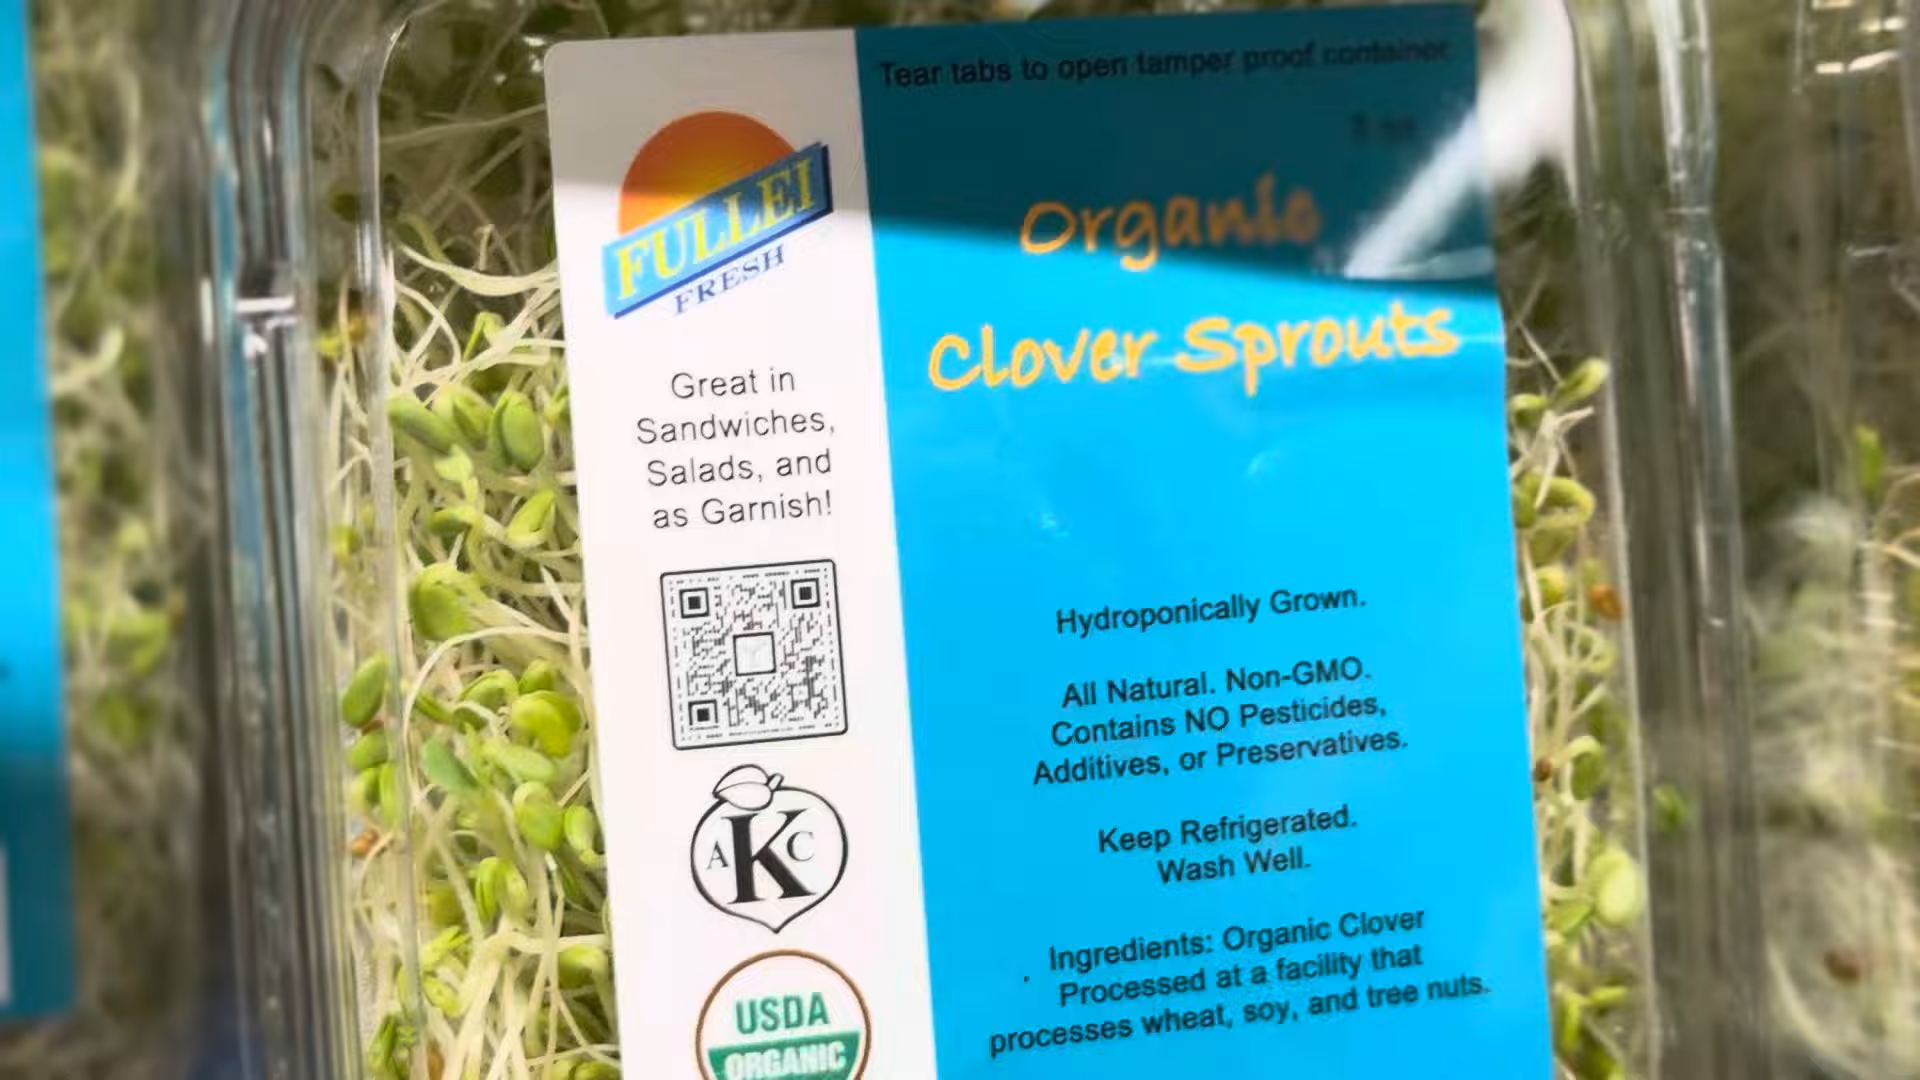 Tear tabs to open tamper proof container
FULLEI
FRESH
Organic
Clover Sprouts
Great in
Sandwiches,
Salads, and
as Garnish!
Hydroponically Grown.
All Natural. Non-GMO.
Contains NO Pesticides,
Additives, or Preservatives.
Keep Refrigerated.
Wash Well.
AKC
Ingredients: Organic Clover
Processed at a facility that
processes wheat, soy, and tree nuts.
USDA
ORGANIC